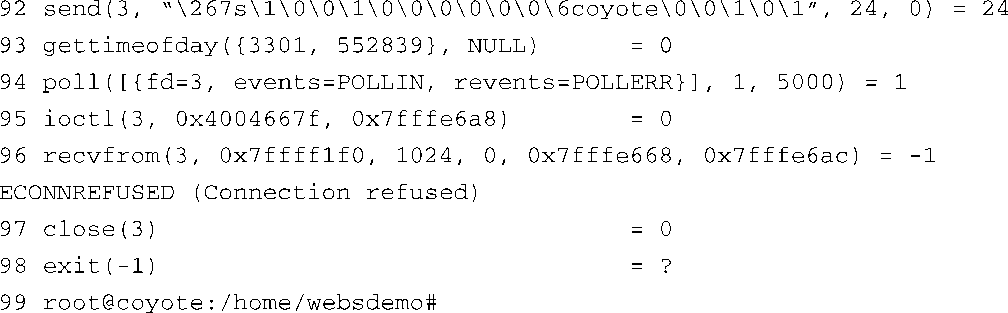 92 send(3, “\267s\1\0\0\1\0\0\0\0\0\0\6coyote\0\0\1\0\1”, 24, 0) = 24
93 gettimeofday({3301, 552839}, NULL) = 0
94 poll([{fd=3, events=POLLIN, revents=POLLERR}], 1, 5000) = 1
95 ioctl(3, 0x4004667f, 0x7fffe6a8) = 0
96 recvfrom(3, 0x7ffff1f0, 1024, 0, 0x7fffe668, 0x7fffe6ac) = -1
ECONNREFUSED (Connection refused)
97 close(3) = 0
98 exit(-1) = ?
99 root@coyote:/home/websdemo#